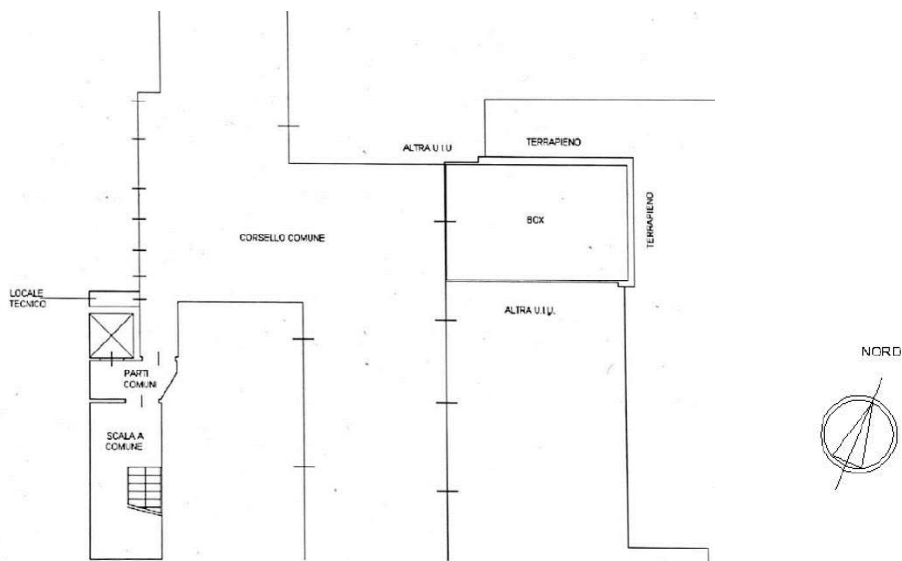 ALTRA U.I.U
TERRAPIENO
TERRAPIENO
BOX
CORSELLO COMUNE
LOCALE
TECNICO
ALTRA U.I.U.
NORD
PARTI
COMUNI
SCALA A
COMUNE